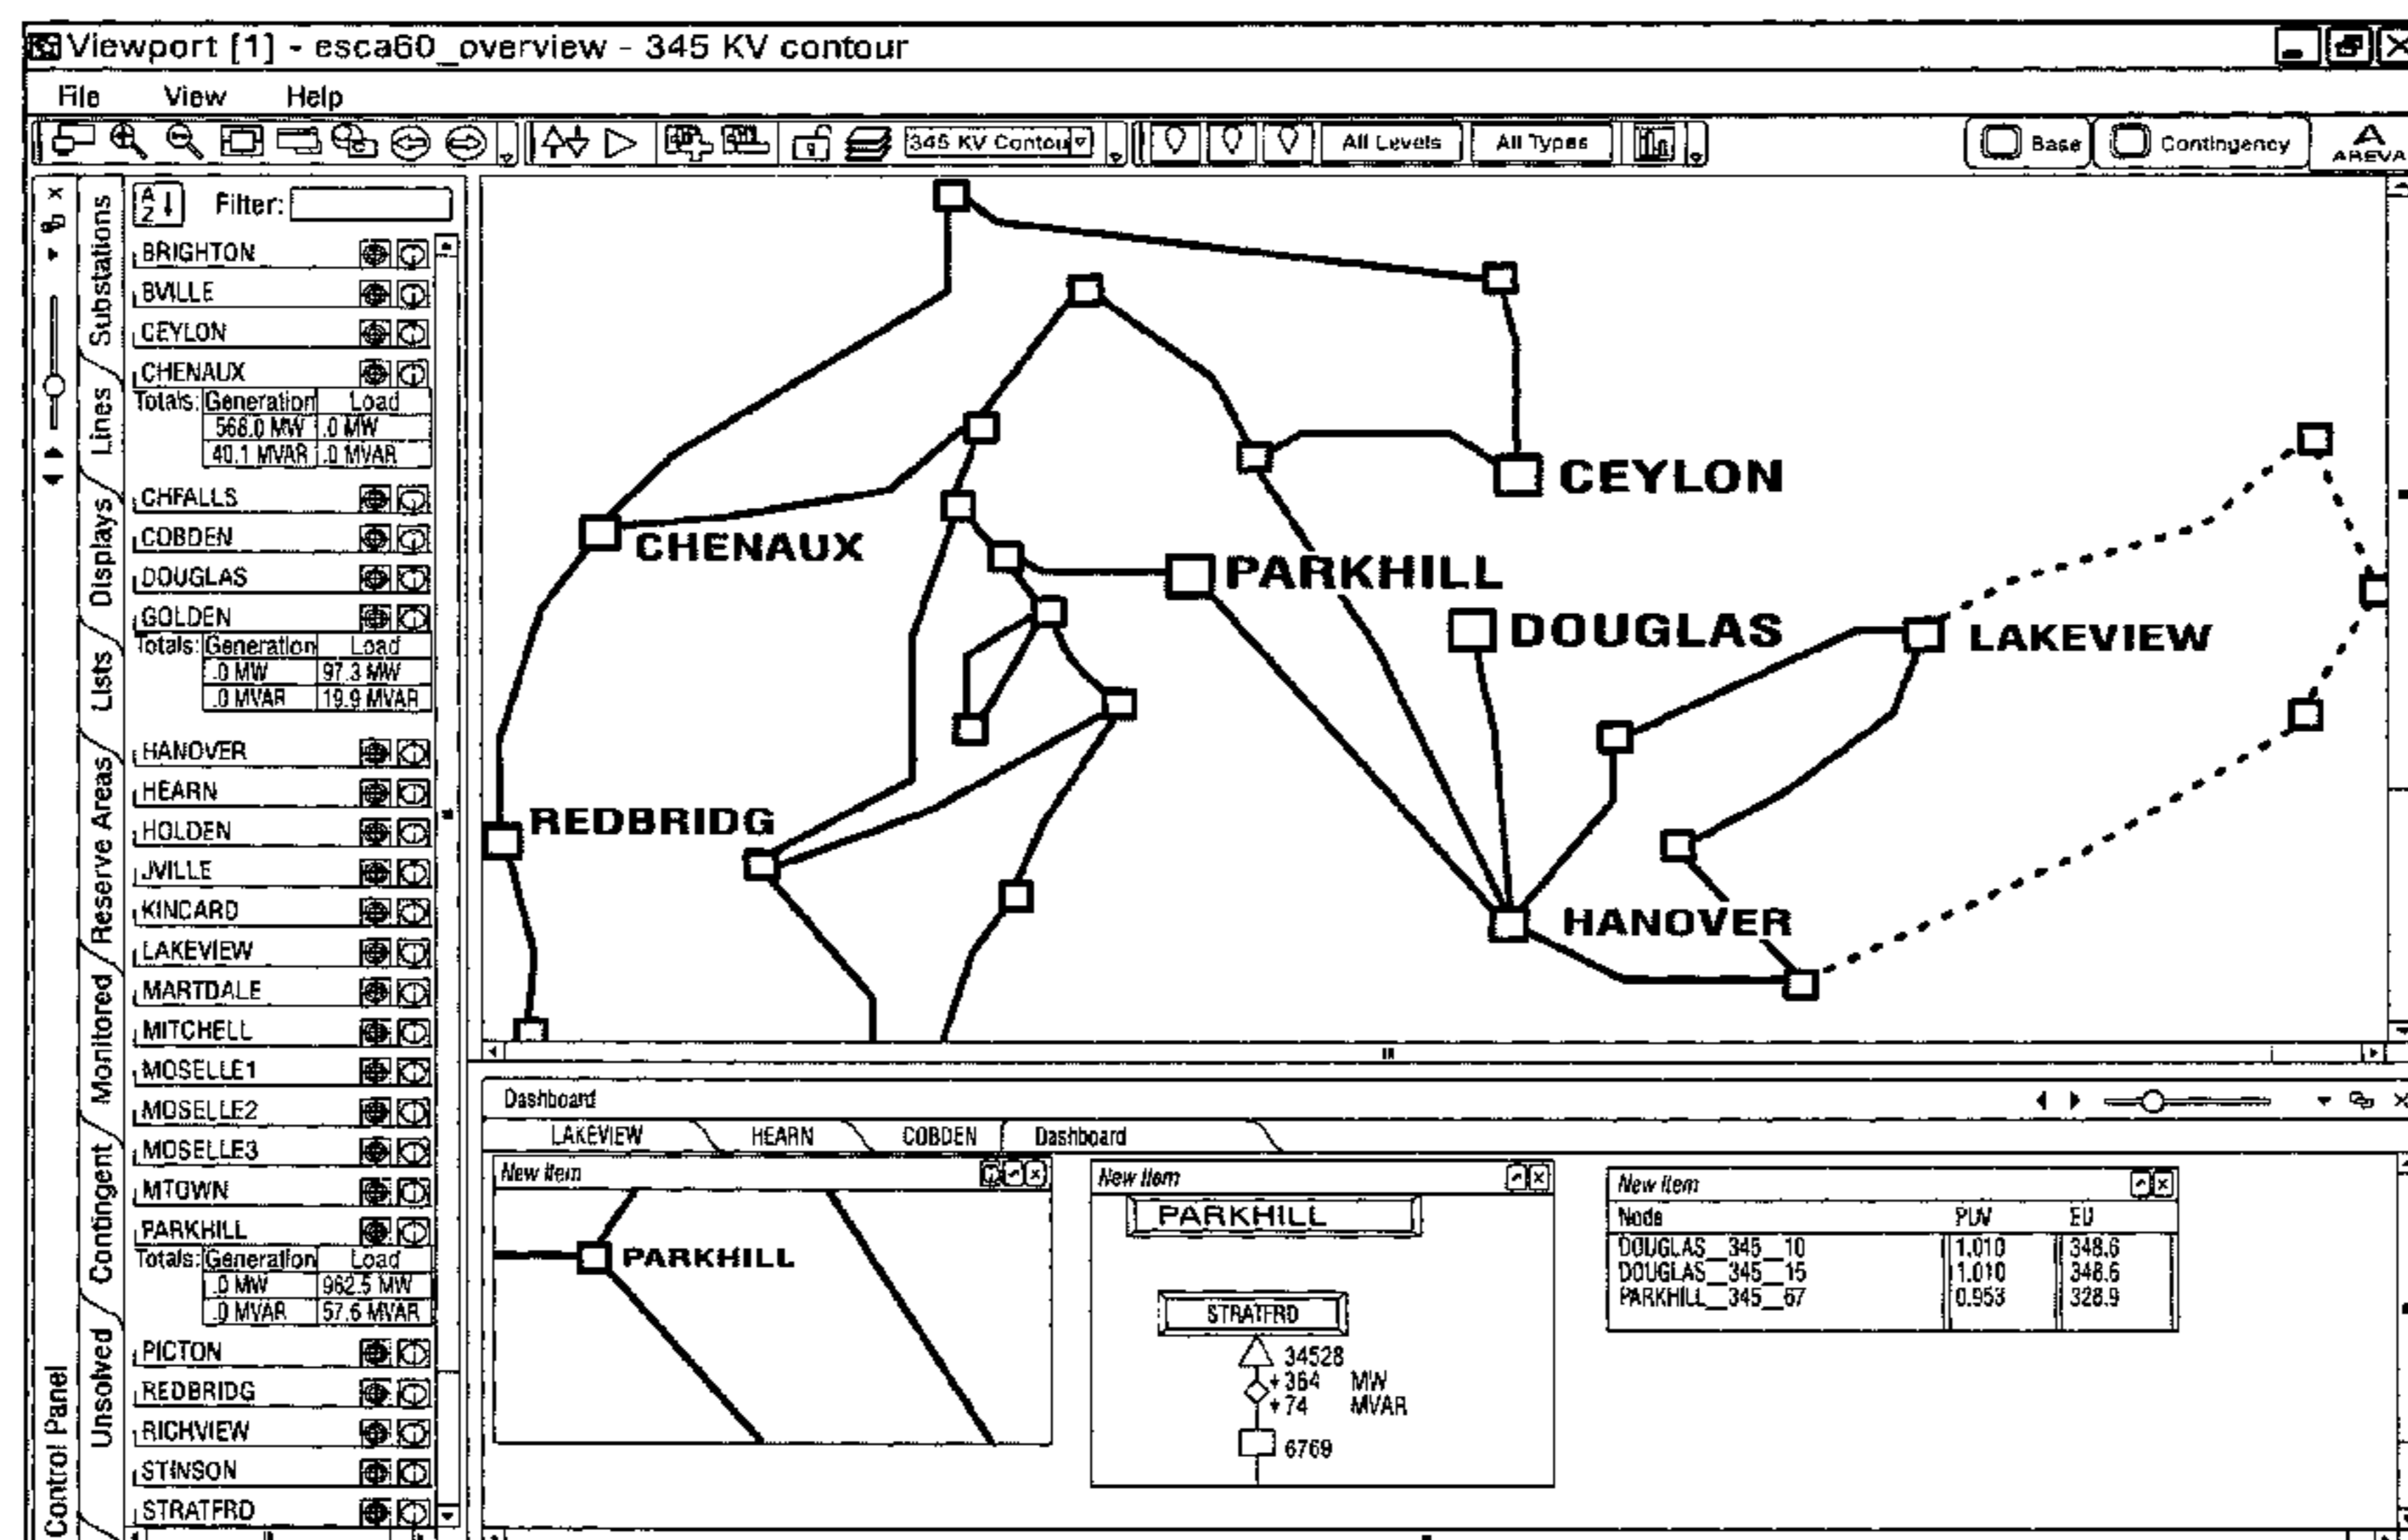 Viewport [1] - esca60_overview - 345 KV contour
File View Help
345 KV Contou
All Levels
All Types
Base
Contingency
AREVA
Control Panel
Substations
Lines
Displays
Lists
Reserve Areas
Monitored
Contingent
Unsolved
A Z
Filter:
BRIGHTON
BVILLE
CEYLON
CHENAUX
Totals: Generation Load
568.0 MW .0 MW
40.1 MVAR .0 MVAR
CHFALLS
COBDEN
DOUGLAS
GOLDEN
Totals: Generation Load
.0 MW 97.3 MW
.0 MVAR 19.9 MVAR
HANOVER
HEARN
HOLDEN
JVILLE
KINCARD
LAKEVIEW
MARTDALE
MITCHELL
MOSELLE1
MOSELLE2
MOSELLE3
MTOWN
PARKHILL
Totals: Generation Load
.0 MW 962.5 MW
.0 MVAR 57.6 MVAR
PICTON
REDBRIDG
RICHVIEW
STINSON
STRATFRD
CEYLON
CHENAUX
PARKHILL
DOUGLAS
LAKEVIEW
REDBRIDG
HANOVER
Dashboard
LAKEVIEW HEARN COBDEN Dashboard
New Item
PARKHILL
New Item
PARKHILL
STRATFRD
34528
+364 MW
+74 MVAR
6769
New Item
Node PUV EU
DOUGLAS__345__10 1.010 348.6
DOUGLAS__345__15 1.010 348.6
PARKHILL__345__67 0.953 328.9